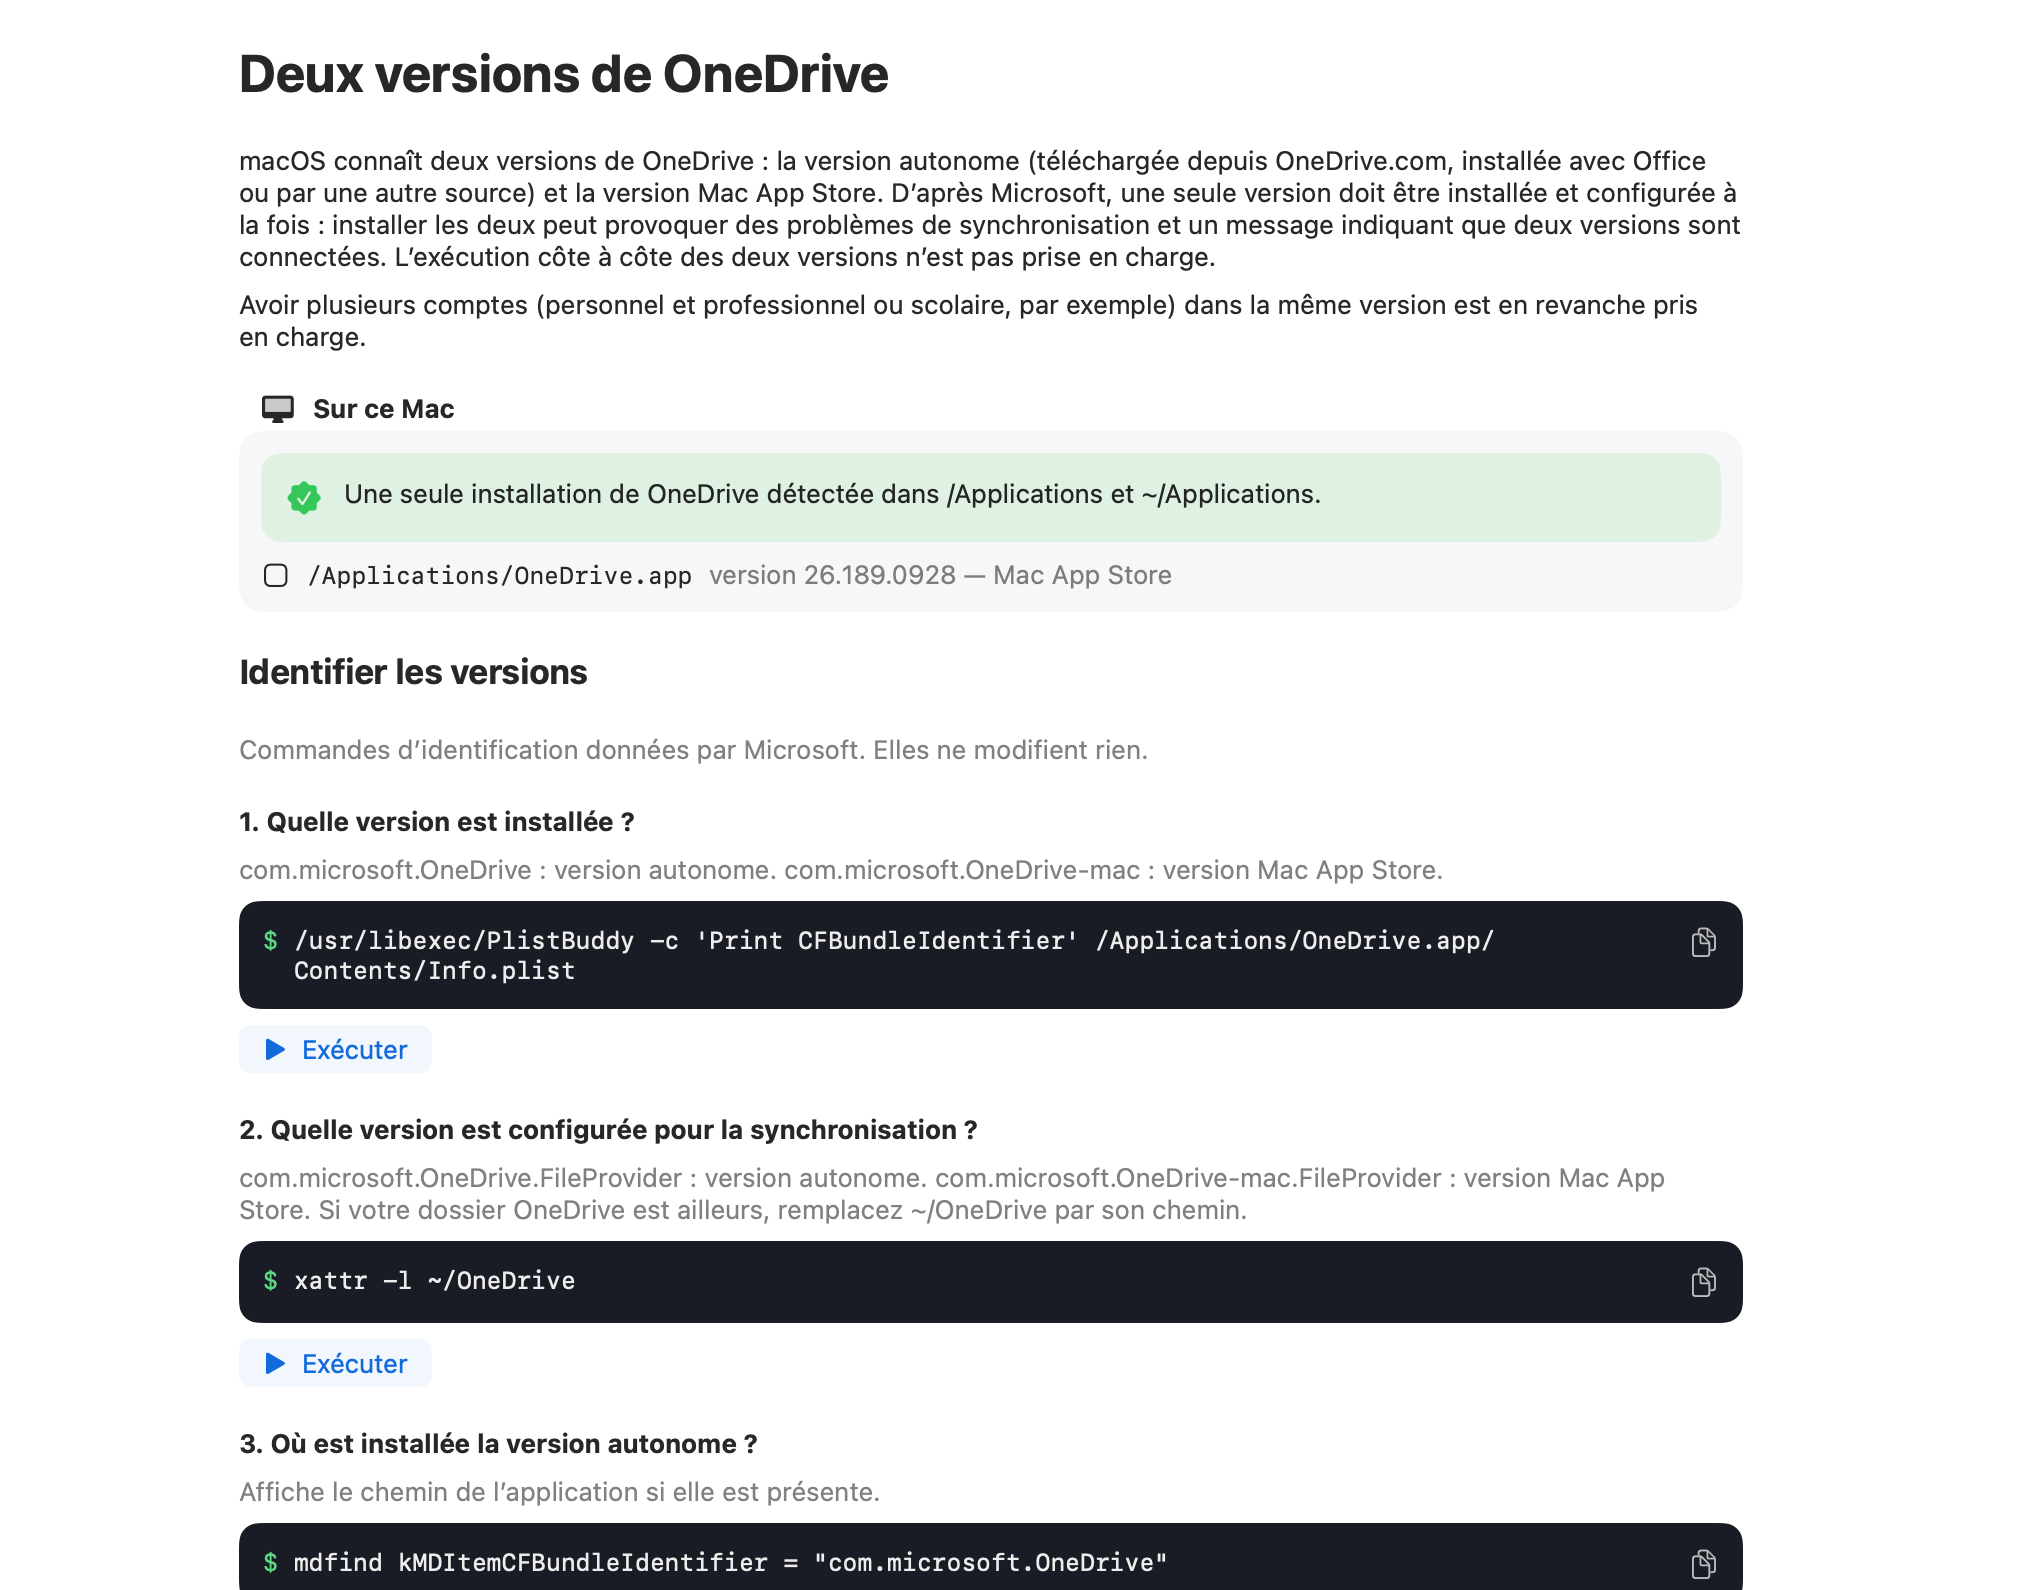 Deux versions de OneDrive
macOS connaît deux versions de OneDrive : la version autonome (téléchargée depuis OneDrive.com, installée avec Office
ou par une autre source) et la version Mac App Store. D’après Microsoft, une seule version doit être installée et configurée à
la fois : installer les deux peut provoquer des problèmes de synchronisation et un message indiquant que deux versions sont
connectées. L’exécution côte à côte des deux versions n’est pas prise en charge.
Avoir plusieurs comptes (personnel et professionnel ou scolaire, par exemple) dans la même version est en revanche pris
en charge.
Sur ce Mac
Une seule installation de OneDrive détectée dans /Applications et ~/Applications.
/Applications/OneDrive.app version 26.189.0928 — Mac App Store
Identifier les versions
Commandes d’identification données par Microsoft. Elles ne modifient rien.
1. Quelle version est installée ?
com.microsoft.OneDrive : version autonome. com.microsoft.OneDrive-mac : version Mac App Store.
$ /usr/libexec/PlistBuddy -c 'Print CFBundleIdentifier' /Applications/OneDrive.app/
Contents/Info.plist
Exécuter
2. Quelle version est configurée pour la synchronisation ?
com.microsoft.OneDrive.FileProvider : version autonome. com.microsoft.OneDrive-mac.FileProvider : version Mac App
Store. Si votre dossier OneDrive est ailleurs, remplacez ~/OneDrive par son chemin.
$ xattr -l ~/OneDrive
Exécuter
3. Où est installée la version autonome ?
Affiche le chemin de l’application si elle est présente.
$ mdfind kMDItemCFBundleIdentifier = "com.microsoft.OneDrive"